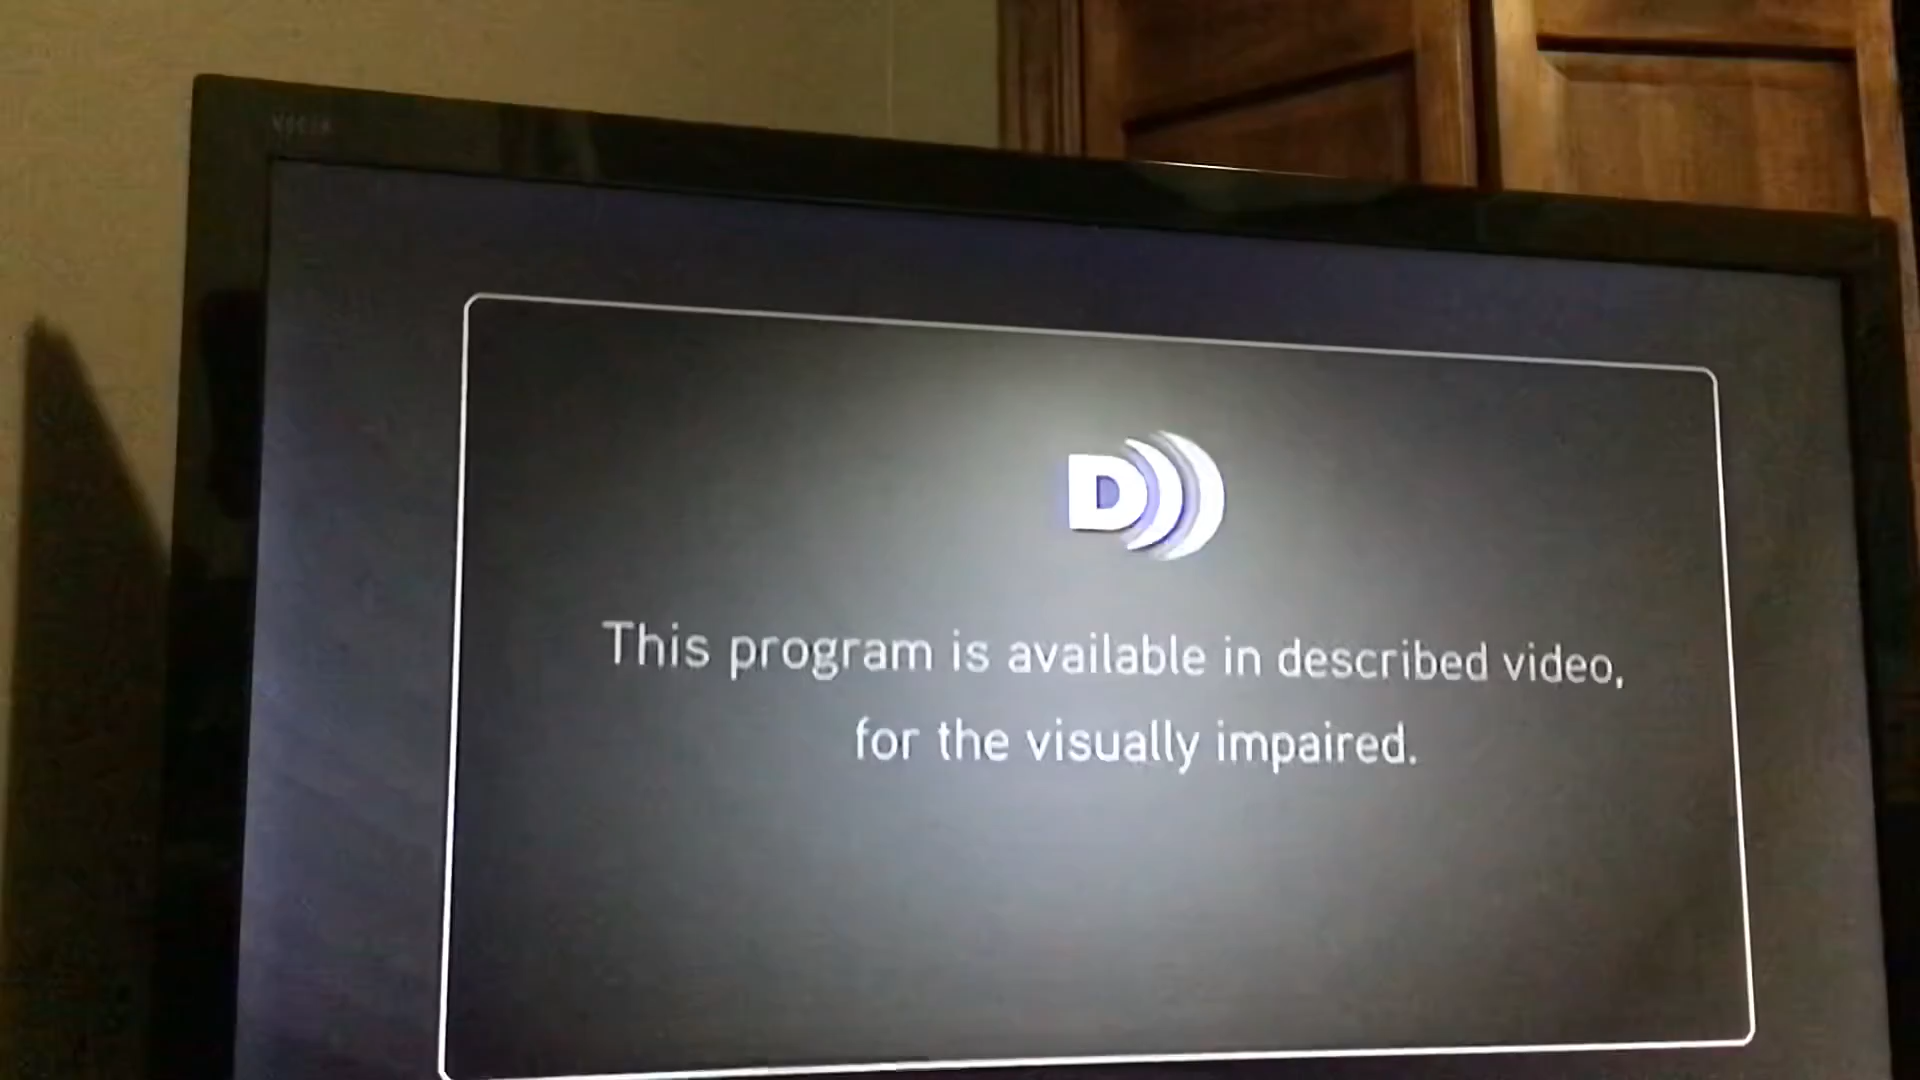 D
This program is available in described video,
for the visually impaired.